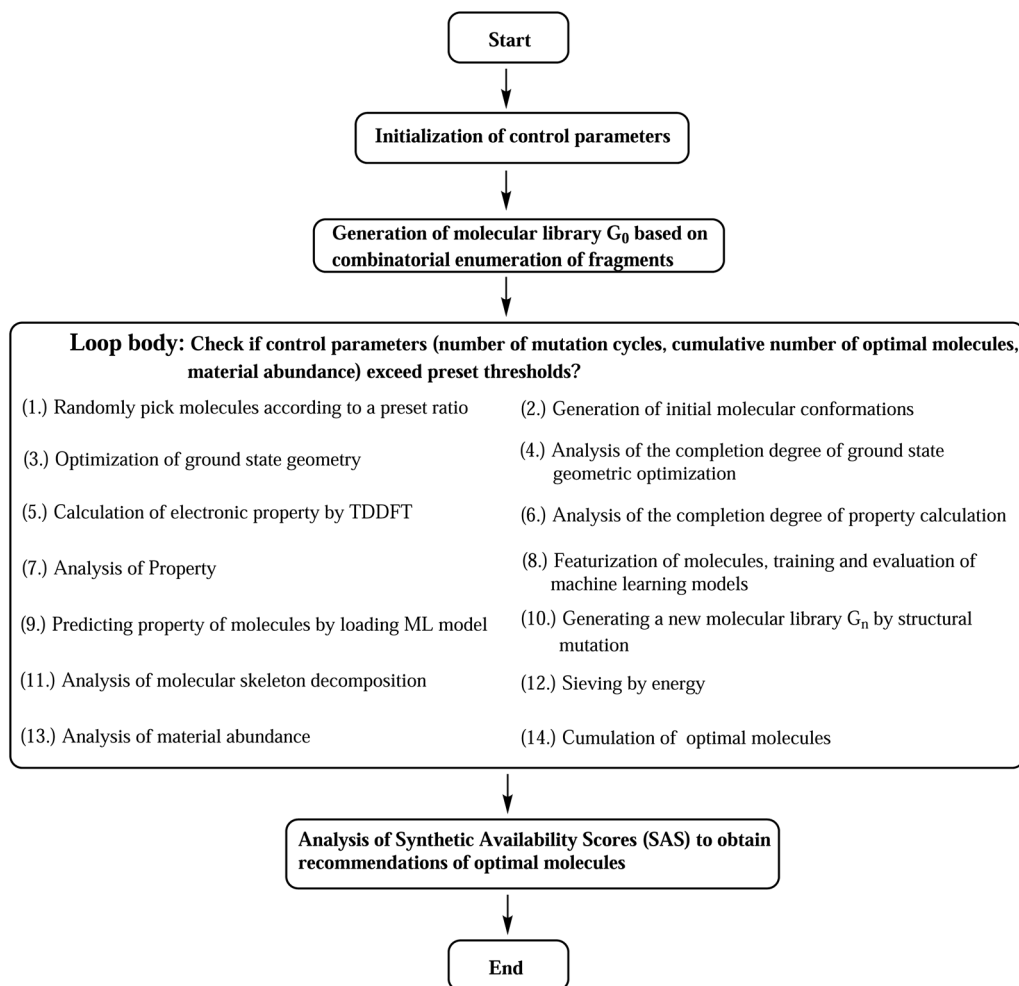 Start
Initialization of control parameters
Generation of molecular library G₀ based on
combinatorial enumeration of fragments
Loop body: Check if control parameters (number of mutation cycles, cumulative number of optimal molecules,
material abundance) exceed preset thresholds?
(1.) Randomly pick molecules according to a preset ratio
(2.) Generation of initial molecular conformations
(3.) Optimization of ground state geometry
(4.) Analysis of the completion degree of ground state
geometric optimization
(5.) Calculation of electronic property by TDDFT
(6.) Analysis of the completion degree of property calculation
(7.) Analysis of Property
(8.) Featurization of molecules, training and evaluation of
machine learning models
(9.) Predicting property of molecules by loading ML model
(10.) Generating a new molecular library Gₙ by structural
mutation
(11.) Analysis of molecular skeleton decomposition
(12.) Sieving by energy
(13.) Analysis of material abundance
(14.) Cumulation of optimal molecules
Analysis of Synthetic Availability Scores (SAS) to obtain
recommendations of optimal molecules
End